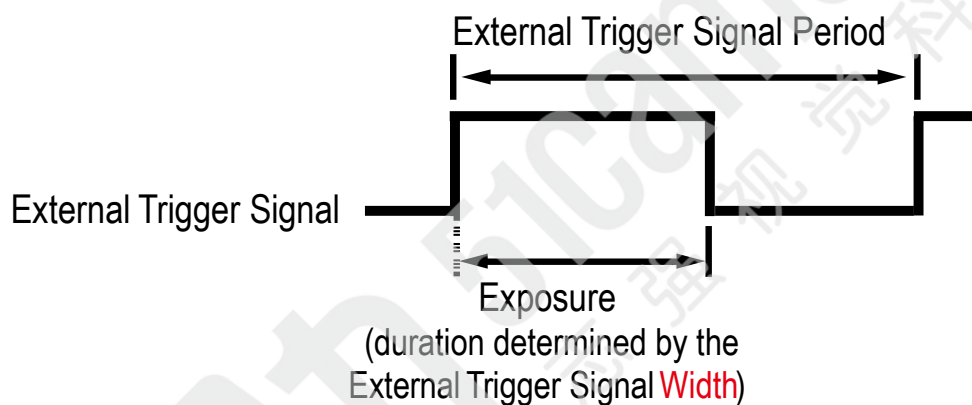 External Trigger Signal Period
External Trigger Signal
Exposure
(duration determined by the
External Trigger Signal Width)